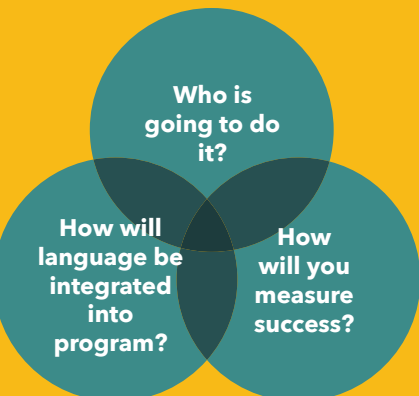 Who is
going to do
it?
How will
language be
integrated
into
program?
How
will you
measure
success?